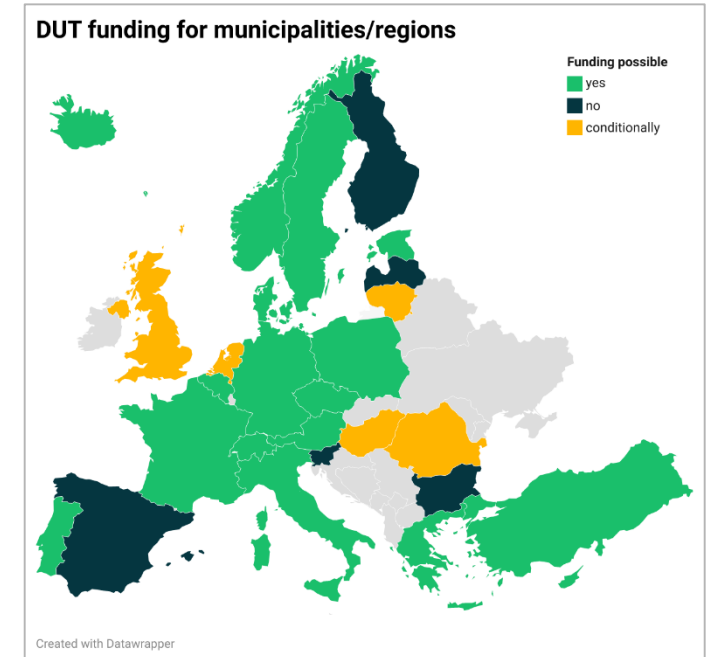 DUT funding for municipalities/regions
Funding possible
yes
no
conditionally
Created with Datawrapper